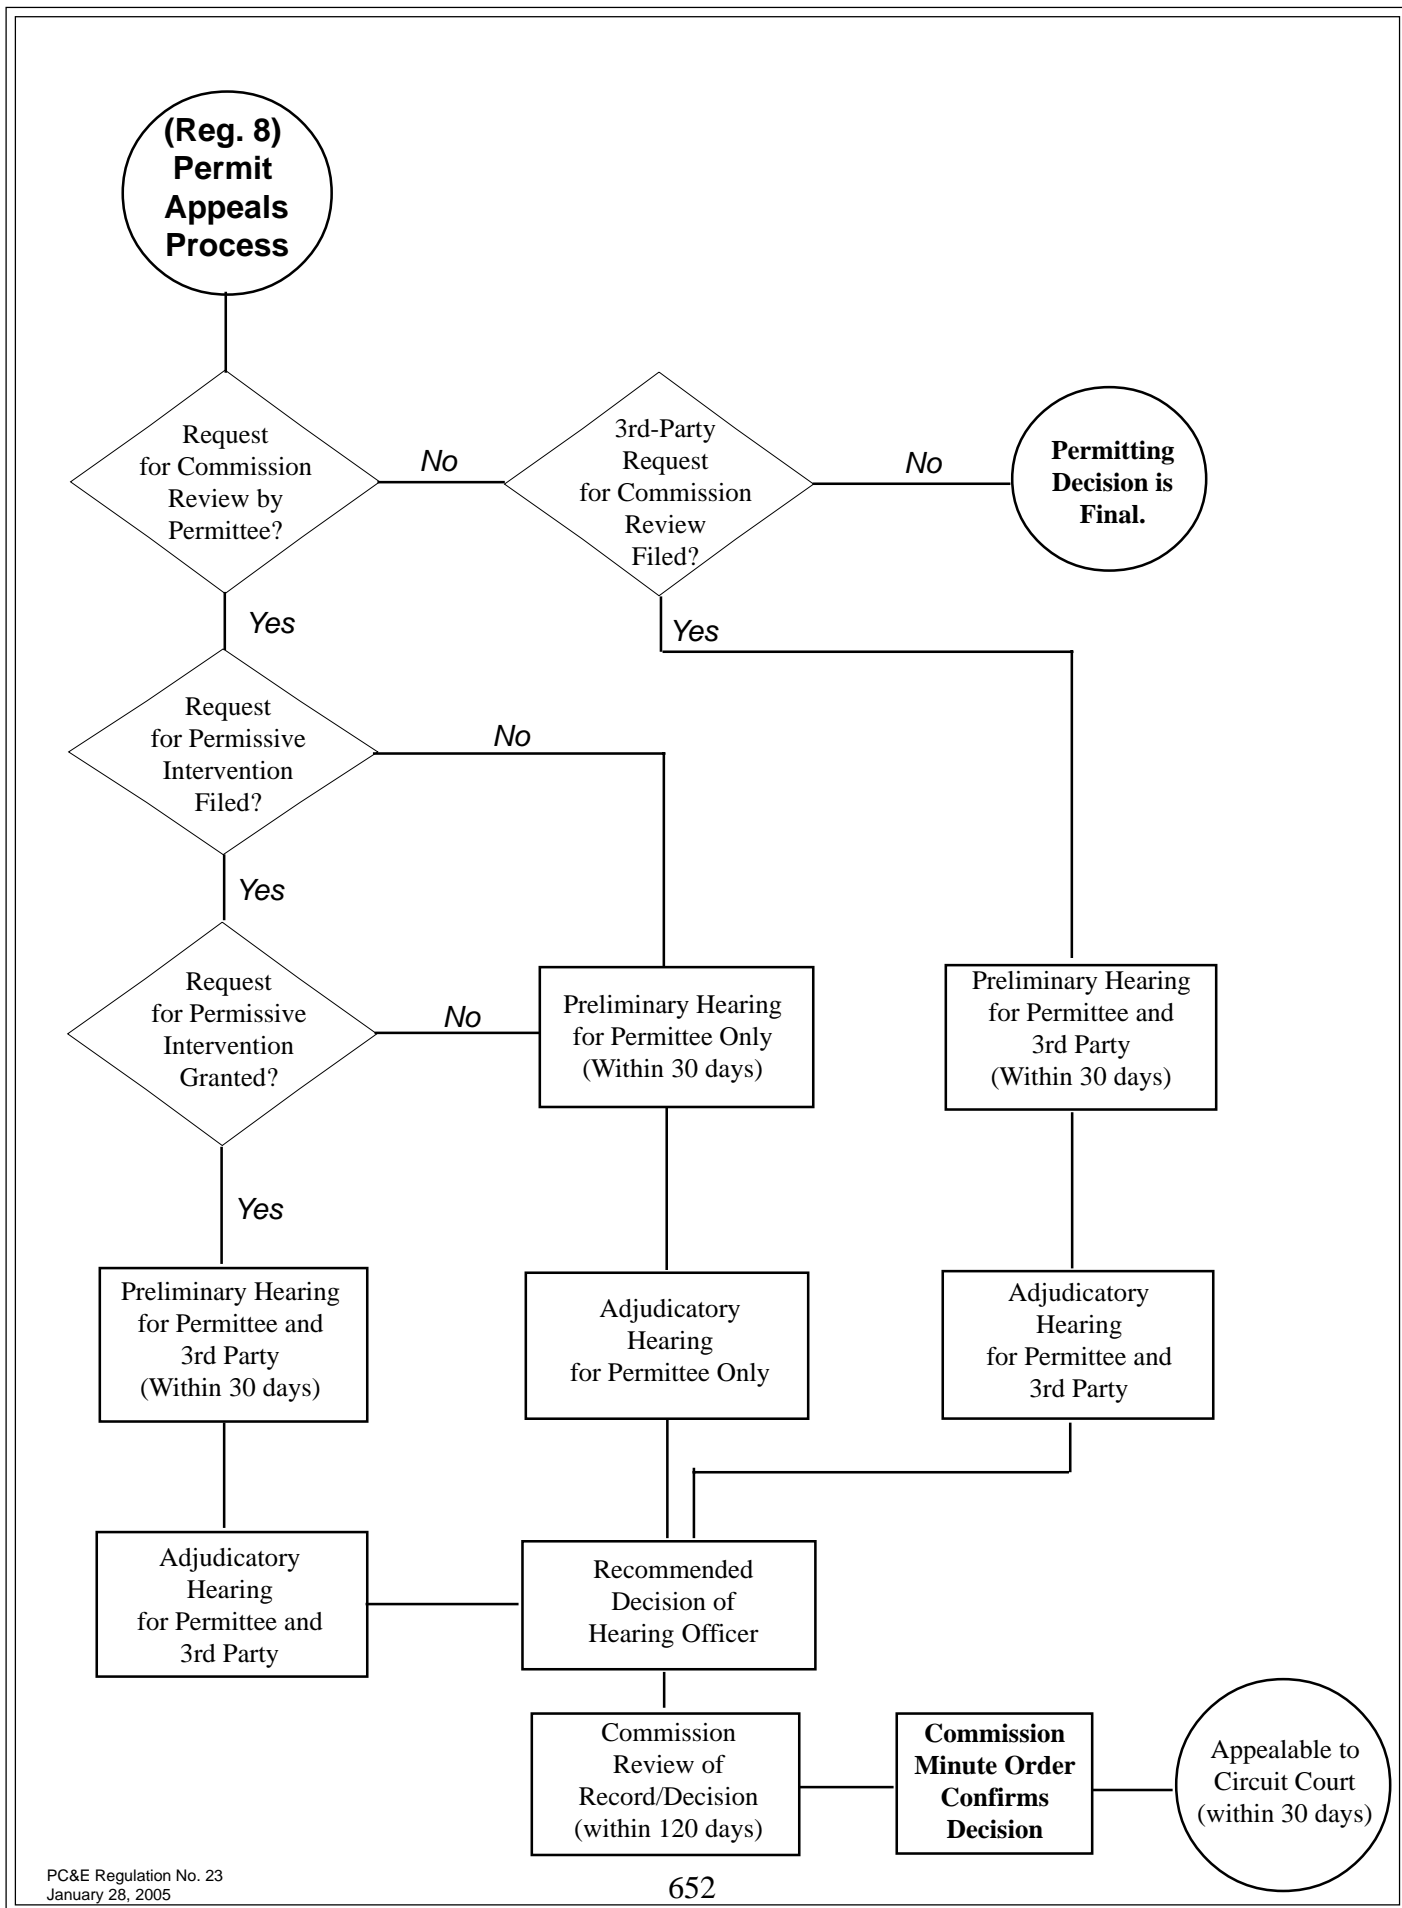 (Reg. 8)
Permit
Appeals
Process
Request
for Commission
Review by
Permittee?
No
3rd-Party
Request
for Commission
Review
Filed?
No
Permitting
Decision is
Final.
Yes
Yes
Request
for Permissive
Intervention
Filed?
No
Yes
Request
for Permissive
Intervention
Granted?
No
Preliminary Hearing
for Permittee Only
(Within 30 days)
Preliminary Hearing
for Permittee and
3rd Party
(Within 30 days)
Yes
Preliminary Hearing
for Permittee and
3rd Party
(Within 30 days)
Adjudicatory
Hearing
for Permittee Only
Adjudicatory
Hearing
for Permittee and
3rd Party
Adjudicatory
Hearing
for Permittee and
3rd Party
Recommended
Decision of
Hearing Officer
Commission
Review of
Record/Decision
(within 120 days)
Commission
Minute Order
Confirms
Decision
Appealable to
Circuit Court
(within 30 days)
PC&E Regulation No. 23
January 28, 2005
652